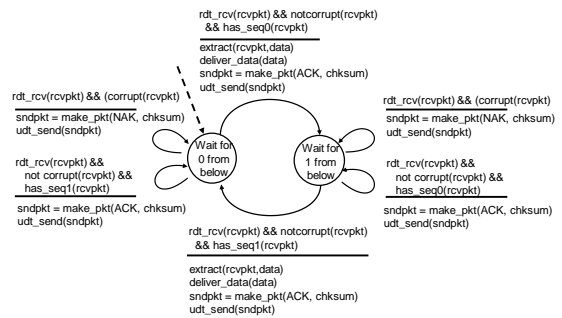 rdt_rcv(rcvpkt) && notcorrupt(rcvpkt)
&& has_seq0(rcvpkt)
extract(rcvpkt,data)
deliver_data(data)
sndpkt = make_pkt(ACK, chksum)
udt_send(sndpkt)
rdt_rcv(rcvpkt) && (corrupt(rcvpkt)
sndpkt = make_pkt(NAK, chksum)
udt_send(sndpkt)
rdt_rcv(rcvpkt) &&
not corrupt(rcvpkt) &&
has_seq1(rcvpkt)
sndpkt = make_pkt(ACK, chksum)
udt_send(sndpkt)
Wait for
0 from
below
Wait for
1 from
below
rdt_rcv(rcvpkt) && (corrupt(rcvpkt)
sndpkt = make_pkt(NAK, chksum)
udt_send(sndpkt)
rdt_rcv(rcvpkt) &&
not corrupt(rcvpkt) &&
has_seq0(rcvpkt)
sndpkt = make_pkt(ACK, chksum)
udt_send(sndpkt)
rdt_rcv(rcvpkt) && notcorrupt(rcvpkt)
&& has_seq1(rcvpkt)
extract(rcvpkt,data)
deliver_data(data)
sndpkt = make_pkt(ACK, chksum)
udt_send(sndpkt)